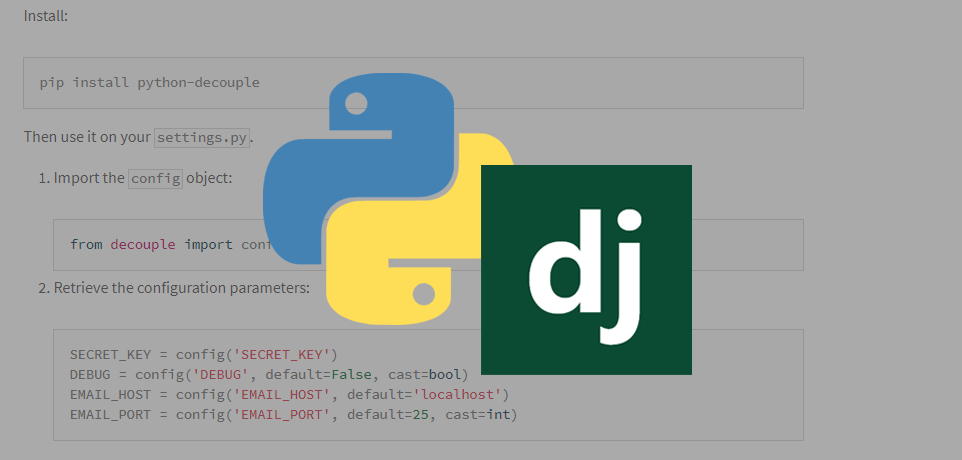 Install:
pip install python-decouple
Then use it on your settings.py.
1. Import the config object:
from decouple import
2. Retrieve the configuration parameters:
SECRET_KEY = config('SECRET_KEY')
DEBUG = config('DEBUG', default=False, cast=bool)
EMAIL_HOST = config('EMAIL_HOST', default='localhost')
EMAIL_PORT = config('EMAIL_PORT', default=25, cast=int)
dj